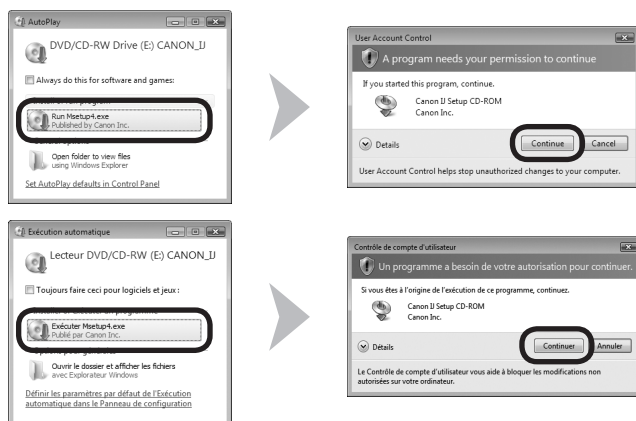 AutoPlay
DVD/CD-RW Drive (E:) CANON_IJ
Always do this for software and games:
Run Msetup4.exe
Published by Canon Inc.
Open folder to view files
using Windows Explorer
Set AutoPlay defaults in Control Panel
User Account Control
A program needs your permission to continue
If you started this program, continue.
Canon IJ Setup CD-ROM
Canon Inc.
Details
Continue
Cancel
User Account Control helps stop unauthorized changes to your computer.
Exécution automatique
Lecteur DVD/CD-RW (E:) CANON_IJ
Toujours faire ceci pour logiciels et jeux :
Exécuter Msetup4.exe
Publié par Canon Inc.
Ouvrir le dossier et afficher les fichiers
avec Explorateur Windows
Définir les paramètres par défaut de l'Exécution
automatique dans le Panneau de configuration
Contrôle de compte d'utilisateur
Un programme a besoin de votre autorisation pour continuer.
Si vous êtes à l'origine de l'exécution de ce programme, continuez.
Canon IJ Setup CD-ROM
Canon Inc.
Détails
Continuer
Annuler
Le Contrôle de compte d'utilisateur vous aide à bloquer les modifications non
autorisées sur votre ordinateur.